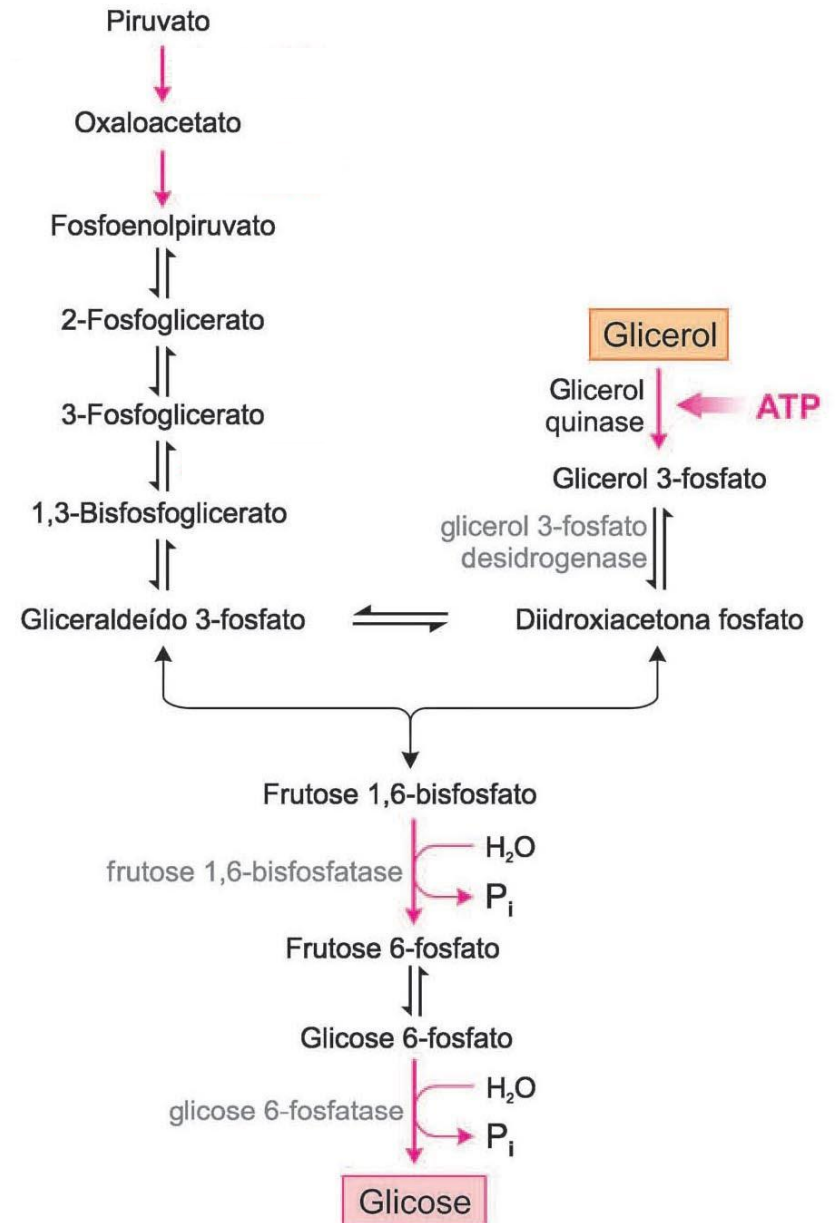 Piruvato
Oxaloacetato
Fosfoenolpiruvato
2-Fosfoglicerato
3-Fosfoglicerato
1,3-Bisfosfoglicerato
Gliceraldeído 3-fosfato
Glicerol
Glicerol
quinase
ATP
Glicerol 3-fosfato
glicerol 3-fosfato
desidrogenase
Diidroxiacetona fosfato
Frutose 1,6-bisfosfato
frutose 1,6-bisfosfatase
H₂O
Pᵢ
Frutose 6-fosfato
Glicose 6-fosfato
glicose 6-fosfatase
H₂O
Pᵢ
Glicose